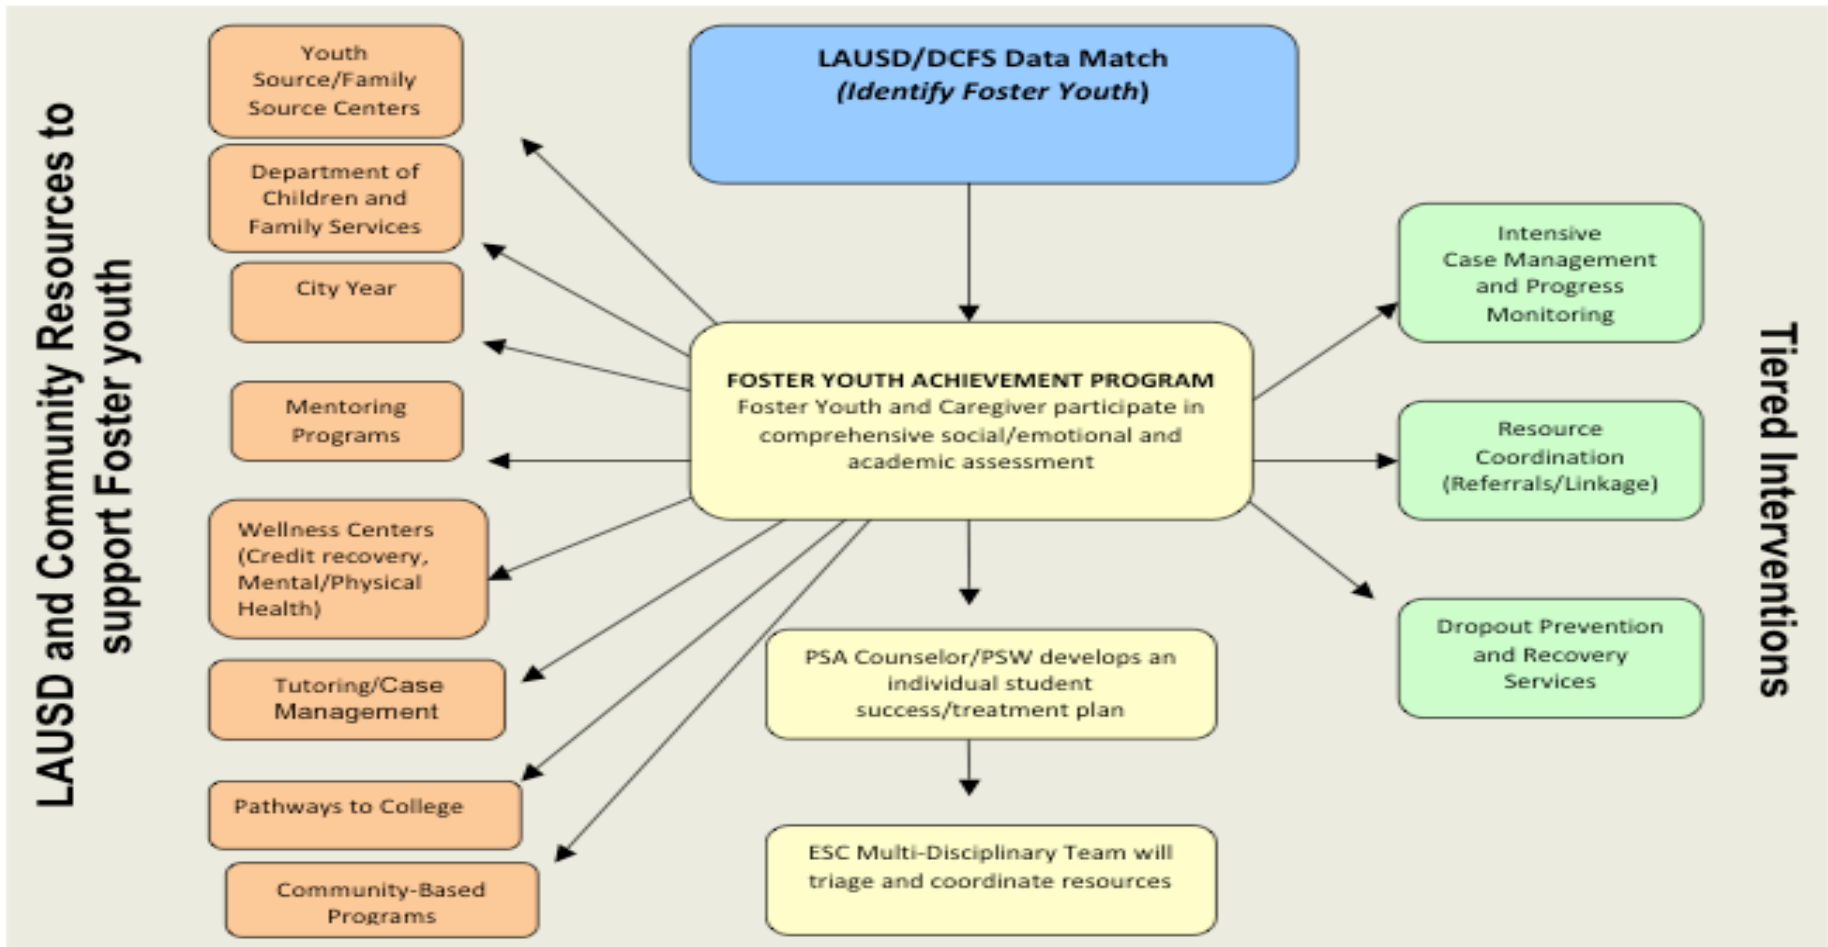 LAUSD and Community Resources to
support Foster youth
Youth
Source/Family
Source Centers
Department of
Children and
Family Services
City Year
Mentoring
Programs
Wellness Centers
(Credit recovery,
Mental/Physical
Health)
Tutoring/Case
Management
Pathways to College
Community-Based
Programs
LAUSD/DCFS Data Match
(Identify Foster Youth)
FOSTER YOUTH ACHIEVEMENT PROGRAM
Foster Youth and Caregiver participate in
comprehensive social/emotional and
academic assessment
PSA Counselor/PSW develops an
individual student
success/treatment plan
ESC Multi-Disciplinary Team will
triage and coordinate resources
Intensive
Case Management
and Progress
Monitoring
Resource
Coordination
(Referrals/Linkage)
Dropout Prevention
and Recovery
Services
Tiered Interventions